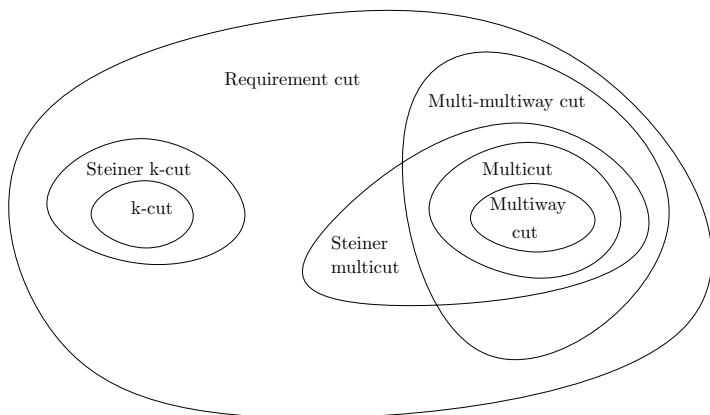 Requirement cut
Multi-multiway cut
Steiner k-cut
k-cut
Multicut
Multiway
cut
Steiner
multicut